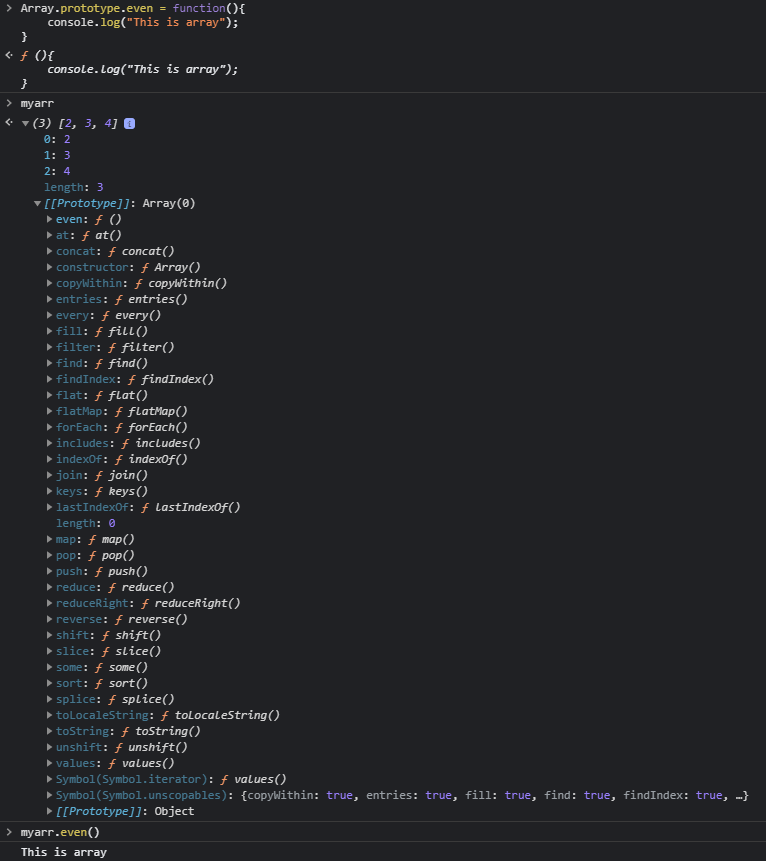 > Array.prototype.even = function(){
console.log("This is array");
}
ƒ (){
console.log("This is array");
}
> myarr
(3) [2, 3, 4] i
0: 2
1: 3
2: 4
length: 3
[[Prototype]]: Array(0)
even: ƒ ()
at: ƒ at()
concat: ƒ concat()
constructor: ƒ Array()
copyWithin: ƒ copyWithin()
entries: ƒ entries()
every: ƒ every()
fill: ƒ fill()
filter: ƒ filter()
find: ƒ find()
findIndex: ƒ findIndex()
flat: ƒ flat()
flatMap: ƒ flatMap()
forEach: ƒ forEach()
includes: ƒ includes()
indexOf: ƒ indexOf()
join: ƒ join()
keys: ƒ keys()
lastIndexOf: ƒ lastIndexOf()
length: 0
map: ƒ map()
pop: ƒ pop()
push: ƒ push()
reduce: ƒ reduce()
reduceRight: ƒ reduceRight()
reverse: ƒ reverse()
shift: ƒ shift()
slice: ƒ slice()
some: ƒ some()
sort: ƒ sort()
splice: ƒ splice()
toLocaleString: ƒ toLocaleString()
toString: ƒ toString()
unshift: ƒ unshift()
values: ƒ values()
Symbol(Symbol.iterator): ƒ values()
Symbol(Symbol.unscopables): {copyWithin: true, entries: true, fill: true, find: true, findIndex: true, …}
[[Prototype]]: Object
> myarr.even()
This is array